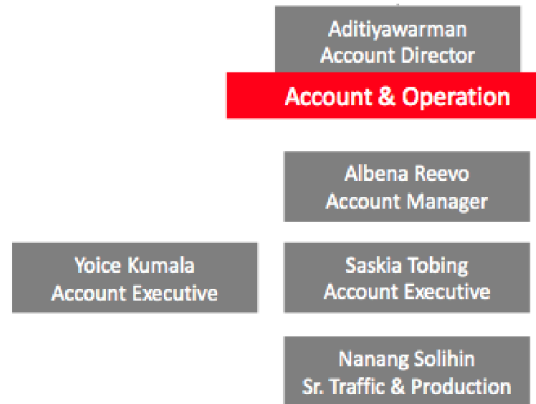 Aditiyawarman
Account Director
Account & Operation
Albena Reevo
Account Manager
Yoice Kumala
Account Executive
Saskia Tobing
Account Executive
Nanang Solihin
Sr. Traffic & Production